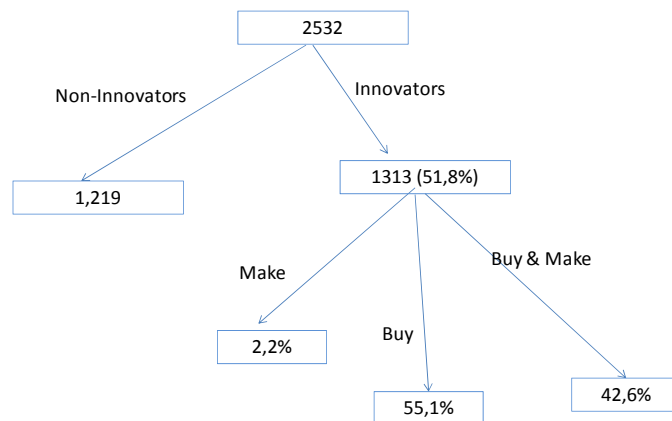 2532
Non-Innovators
Innovators
1,219
1313 (51,8%)
Make
Buy
Buy & Make
2,2%
55,1%
42,6%